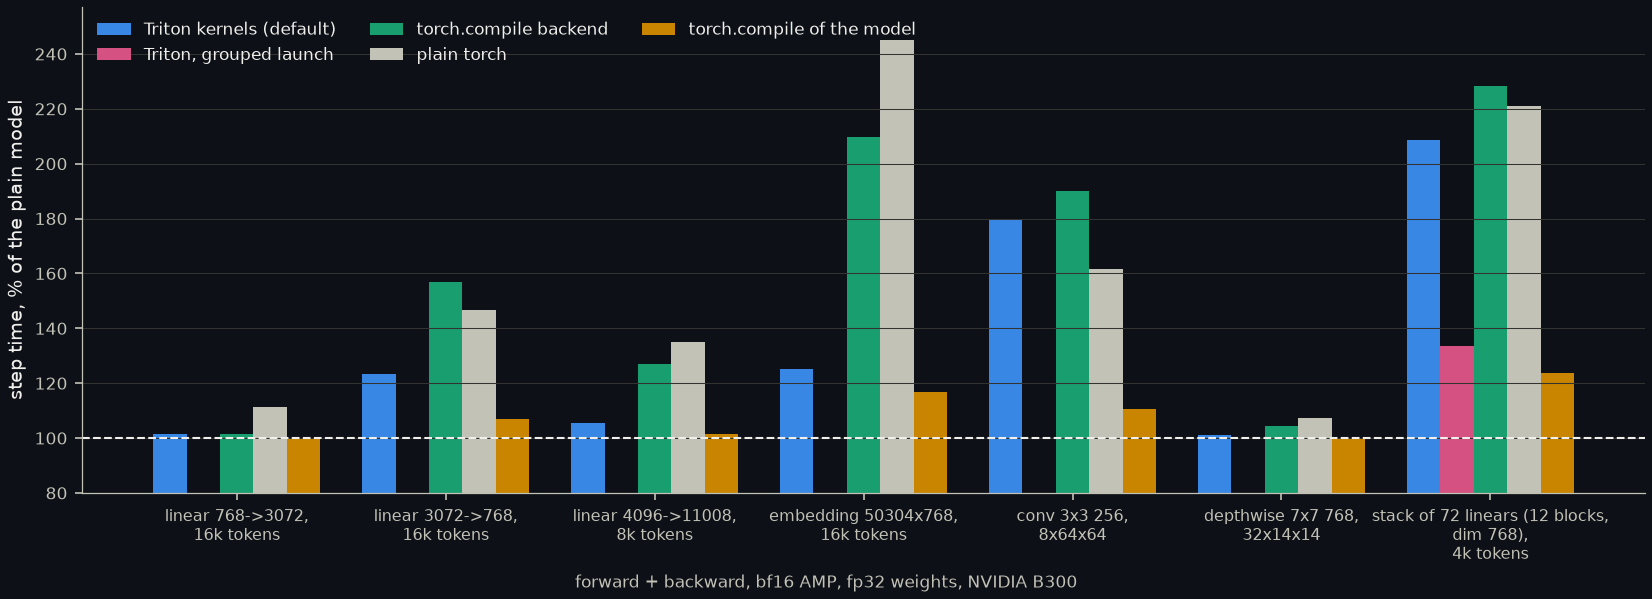 Triton kernels (default)
Triton, grouped launch
torch.compile backend
plain torch
torch.compile of the model
step time, % of the plain model
240
220
200
180
160
140
120
100
80
linear 768->3072,
16k tokens
linear 3072->768,
16k tokens
linear 4096->11008,
8k tokens
embedding 50304x768,
16k tokens
conv 3x3 256,
8x64x64
depthwise 7x7 768,
32x14x14
stack of 72 linears (12 blocks,
dim 768),
4k tokens
forward + backward, bf16 AMP, fp32 weights, NVIDIA B300